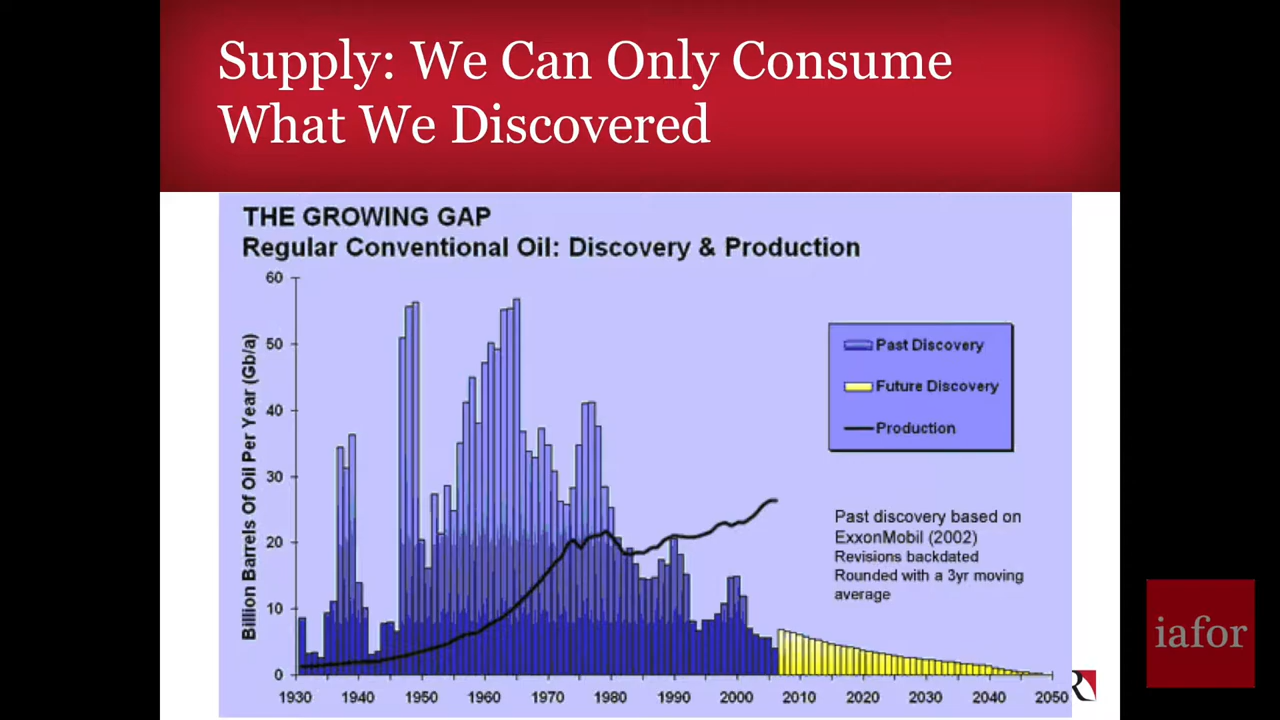 Supply: We Can Only Consume
What We Discovered
THE GROWING GAP
Regular Conventional Oil: Discovery & Production
Billion Barrels Of Oil Per Year (Gb/a)
60
50
40
30
20
10
0
1930 1940 1950 1960 1970 1980 1990 2000 2010 2020 2030 2040 2050
Past Discovery
Future Discovery
Production
Past discovery based on
ExxonMobil (2002)
Revisions backdated
Rounded with a 3yr moving
average
iafor